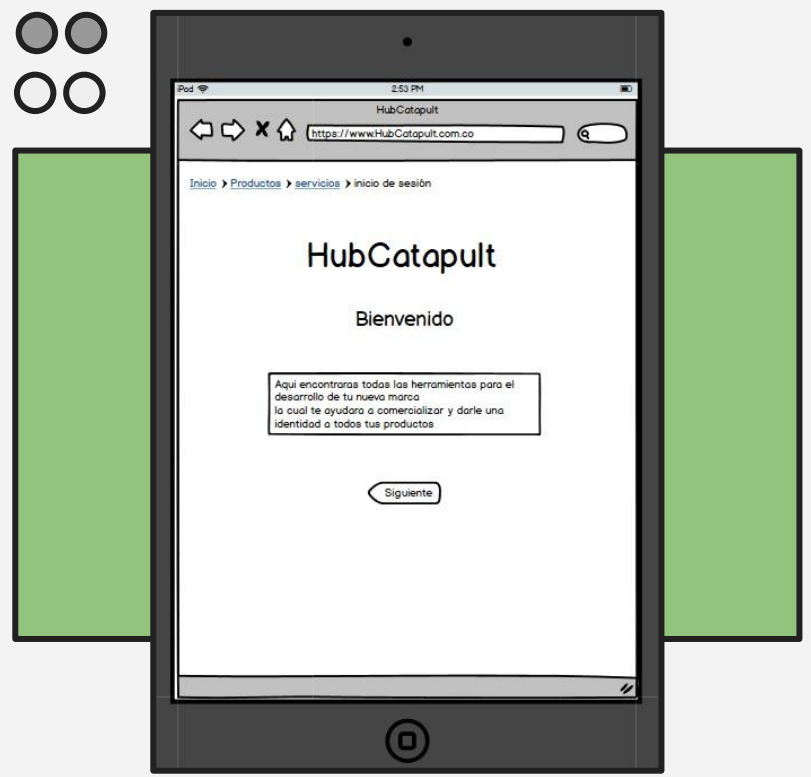 iPod
2:53 PM
HubCatapult
https://www.HubCatapult.com.co
Inicio > Productos > servicios > inicio de sesión
HubCatapult
Bienvenido
Aqui encontraras todas las herramientas para el
desarrollo de tu nueva marca
la cual te ayudara a comercializar y darle una
identidad a todos tus productos
Siguiente